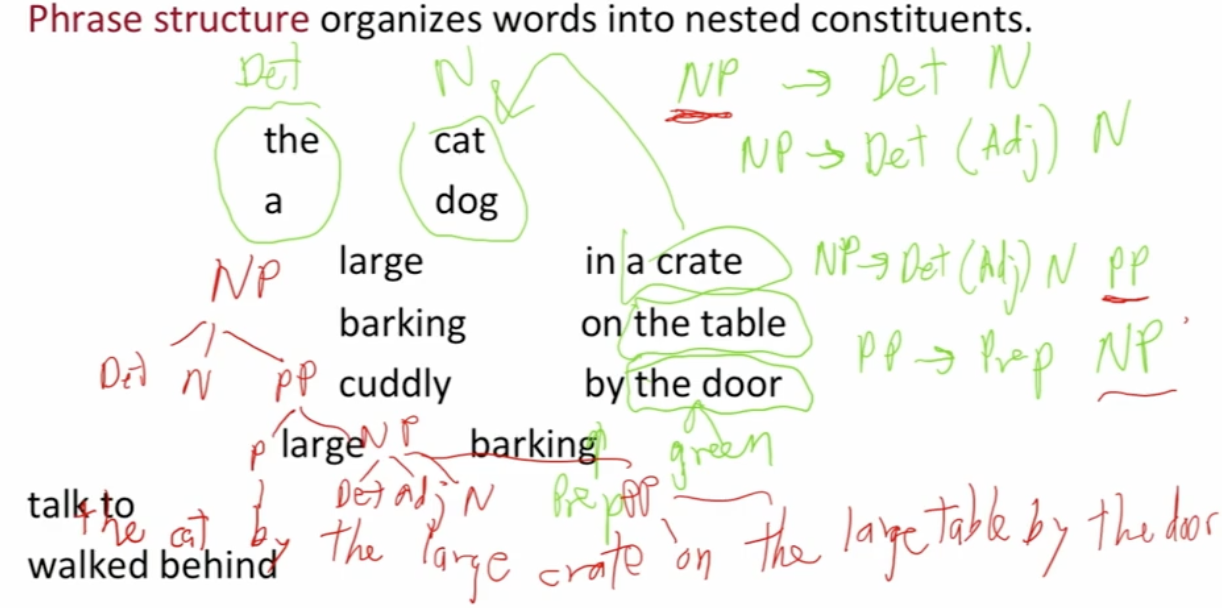 Phrase structure organizes words into nested constituents.
Det N NP → Det N
the cat NP → Det (Adj) N
a dog
NP large in a crate NP → Det (Adj) N PP
barking on the table PP → Prep NP
Det N PP cuddly by the door
P large NP barking green
Det Adj N Prep PP
talk to
the cat by the large crate on the large table by the door
walked behind